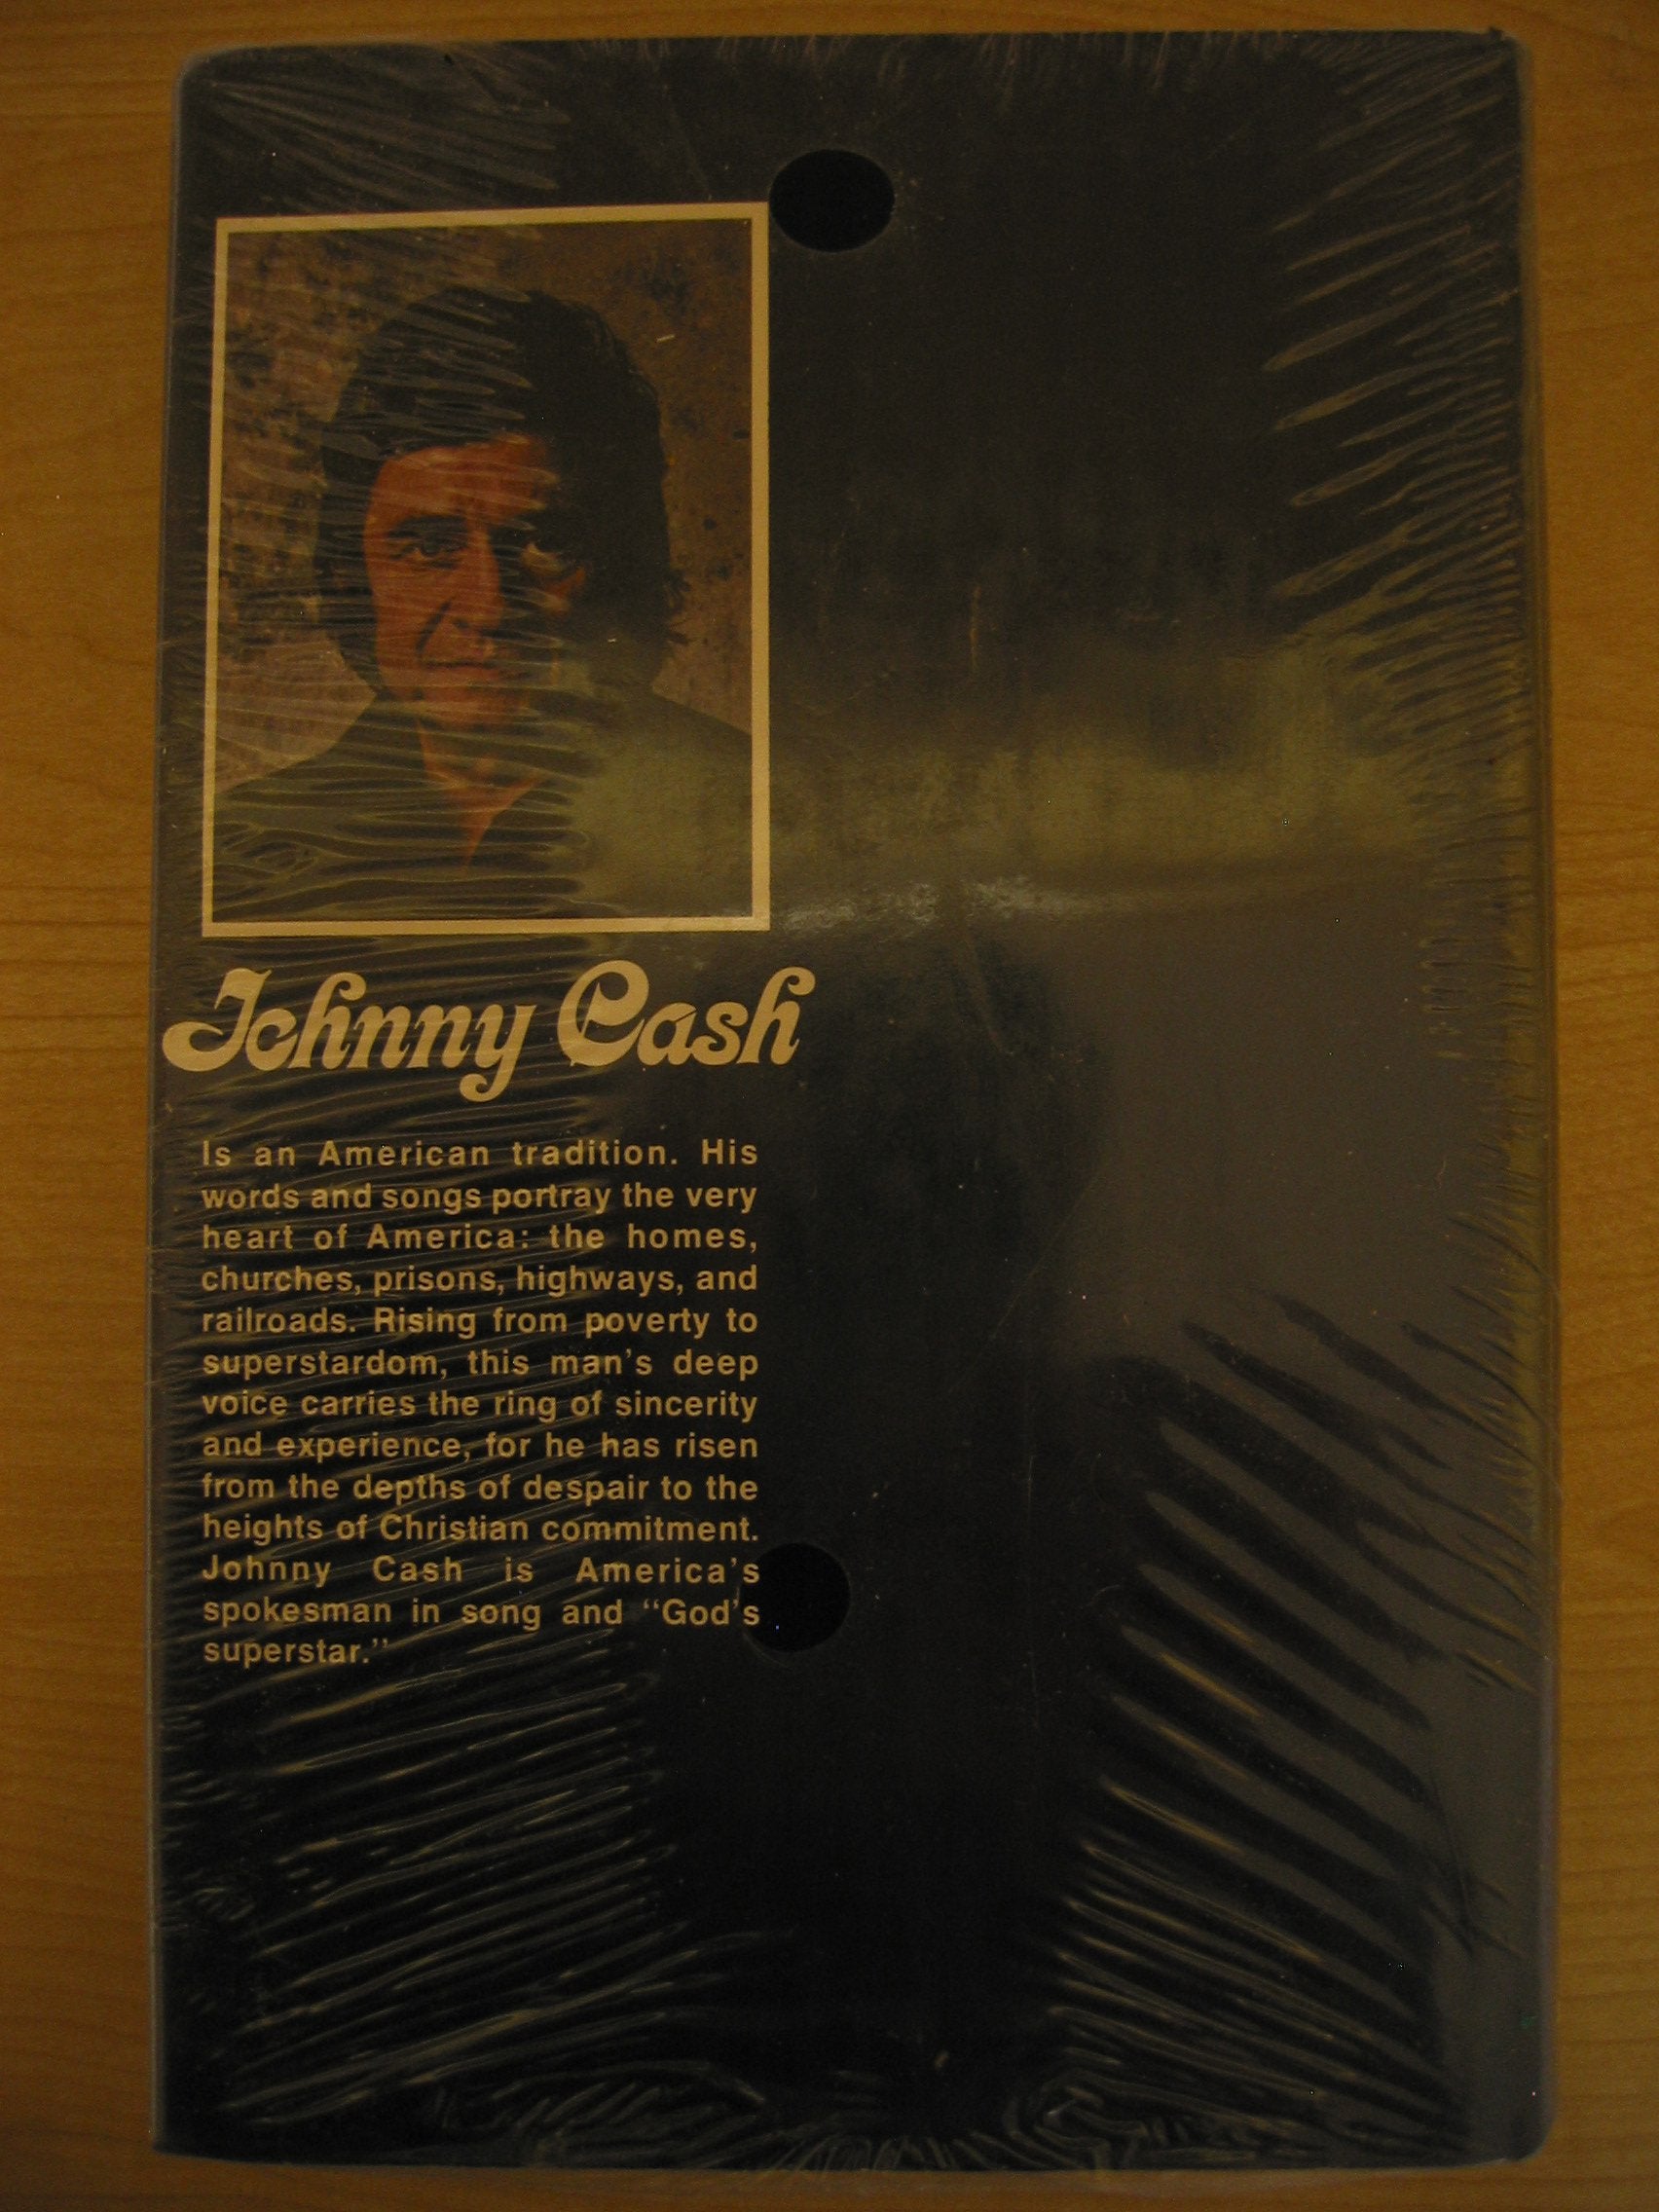 Johnny Cash
Is an American tradition. His
words and songs portray the very
heart of America: the homes,
churches, prisons, highways, and
railroads. Rising from poverty to
superstardom, this man's deep
voice carries the ring of sincerity
and experience, for he has risen
from the depths of despair to the
heights of Christian commitment.
Johnny Cash is America's
spokesman in song and “God's
superstar.”